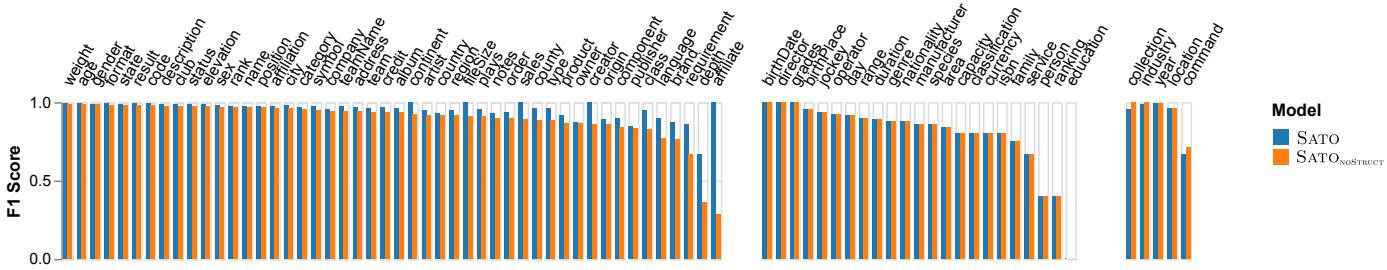 weight
age
gender
format
state
result
code
description
club
status
elevation
sex
rank
name
position
affiliation
city
category
symbol
company
teamName
address
team
credit
album
continent
artist
country
region
fileSize
plays
notes
order
sales
county
type
product
owner
creator
origin
component
publisher
class
language
brand
requirement
depth
affiliate
birthDate
director
grades
birthPlace
jockey
operator
day
range
duration
genre
nationality
manufacturer
species
area
capacity
classification
currency
isbn
family
service
person
ranking
education
collection
industry
year
location
command
1.0
0.5
0.0
F1 Score
Model
SATO
SATONOSTRUCT